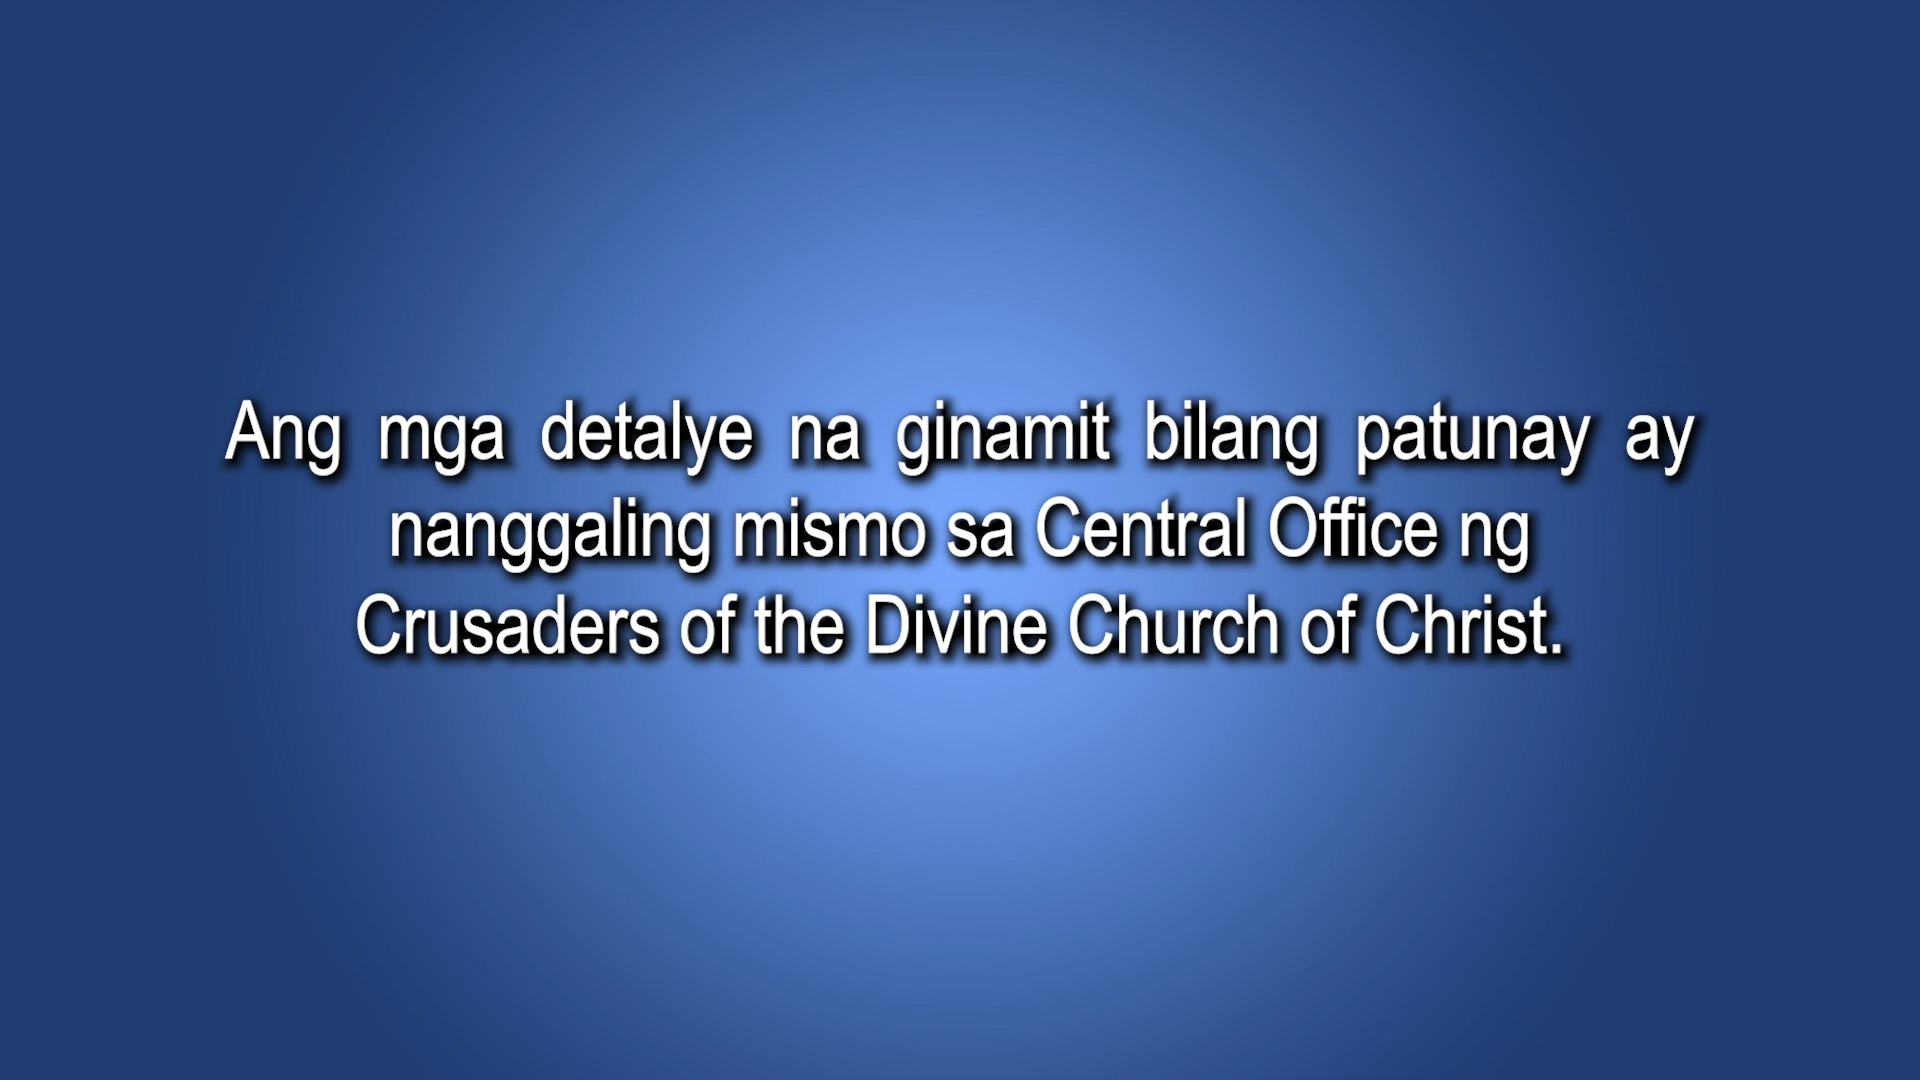 Ang mga detalye na ginamit bilang patunay ay
nanggaling mismo sa Central Office ng
Crusaders of the Divine Church of Christ.